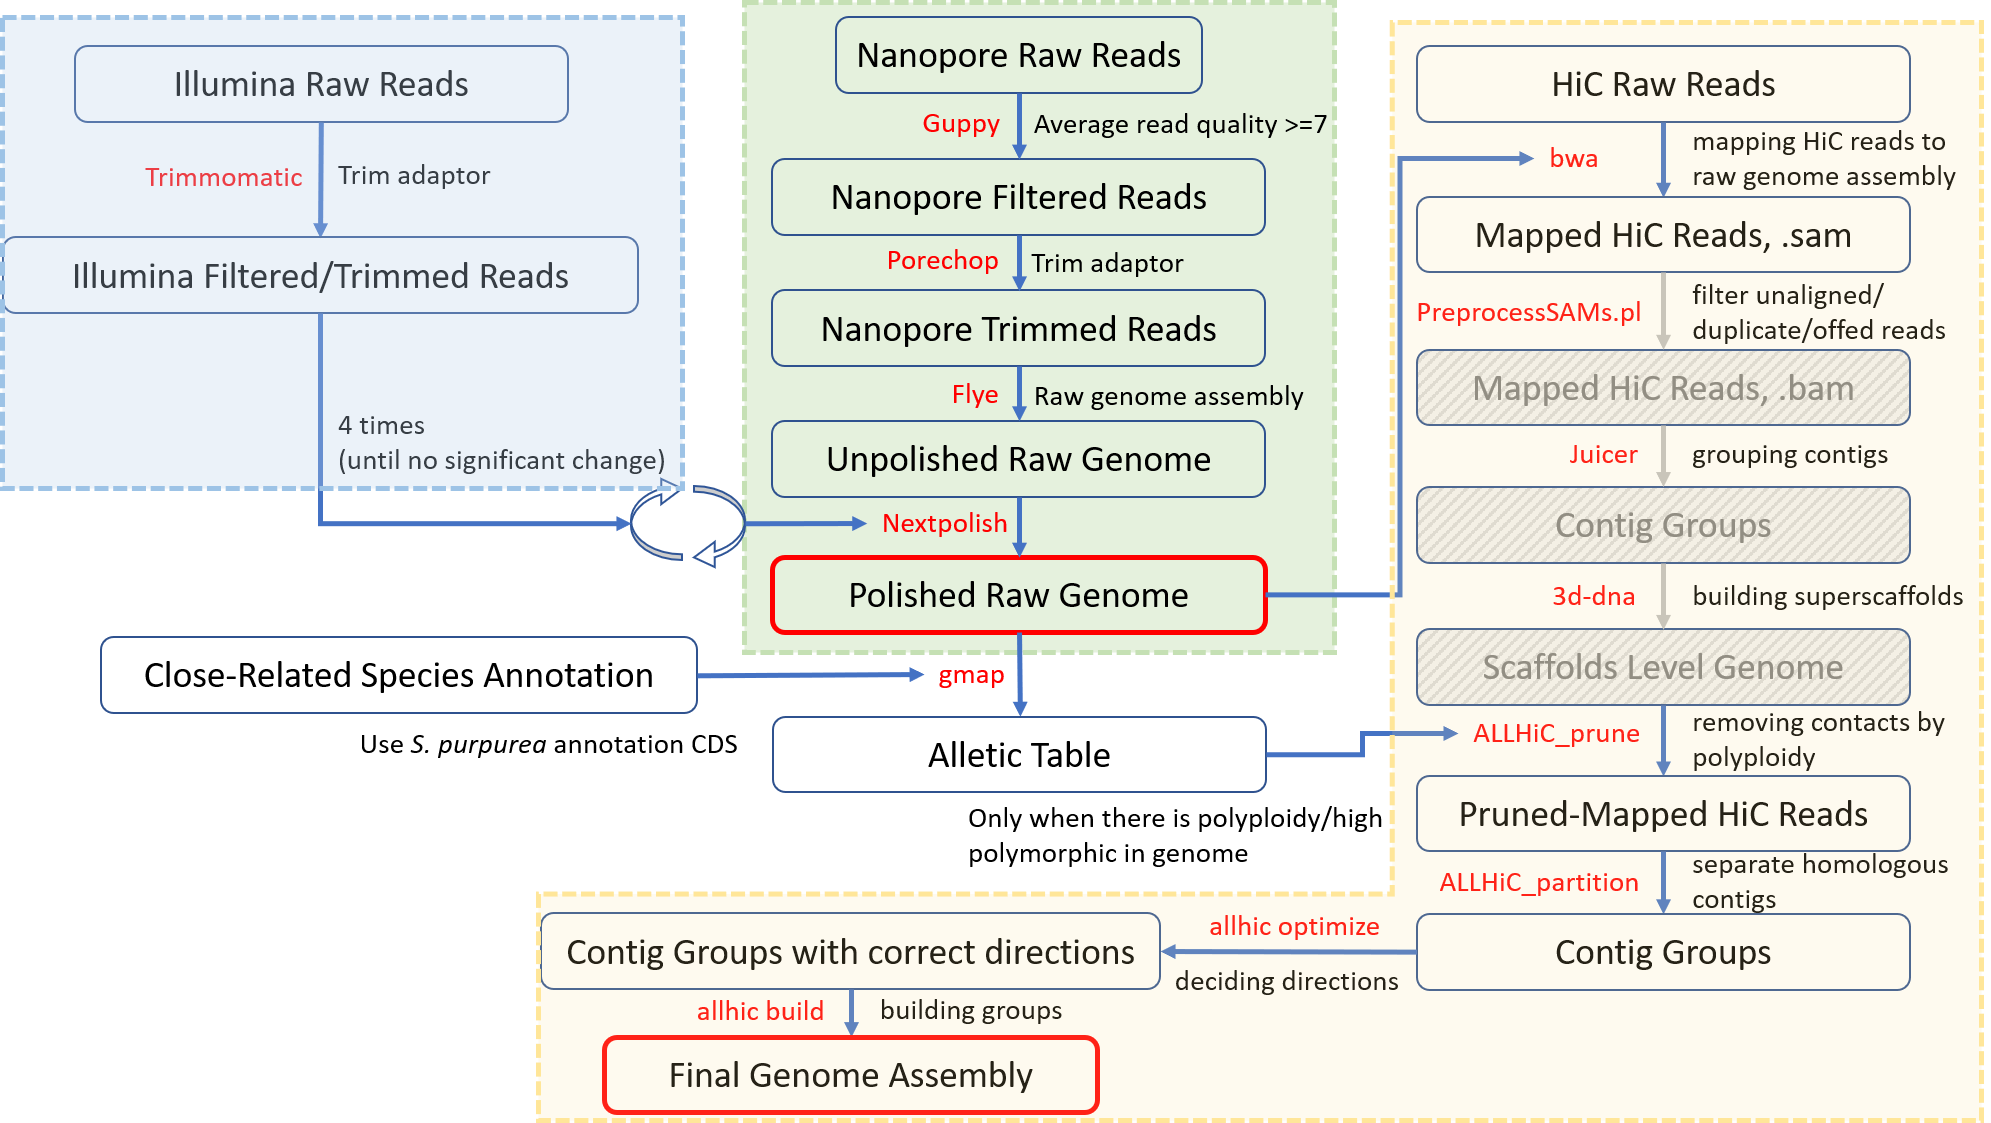 Illumina Raw Reads
Trimmomatic
Trim adaptor
Illumina Filtered/Trimmed Reads
4 times
(until no significant change)
Nanopore Raw Reads
Guppy
Average read quality >=7
Nanopore Filtered Reads
Porechop
Trim adaptor
Nanopore Trimmed Reads
Flye
Raw genome assembly
Unpolished Raw Genome
Nextpolish
Polished Raw Genome
Close-Related Species Annotation
gmap
Use S. purpurea annotation CDS
Alletic Table
Only when there is polyploidy/high
polymorphic in genome
HiC Raw Reads
bwa
mapping HiC reads to
raw genome assembly
Mapped HiC Reads, .sam
PreprocessSAMs.pl
filter unaligned/
duplicate/offed reads
Mapped HiC Reads, .bam
Juicer
grouping contigs
Contig Groups
3d-dna
building superscaffolds
Scaffolds Level Genome
ALLHiC_prune
removing contacts by
polyploidy
Pruned-Mapped HiC Reads
ALLHiC_partition
separate homologous
contigs
Contig Groups
allhic optimize
deciding directions
Contig Groups with correct directions
allhic build
building groups
Final Genome Assembly